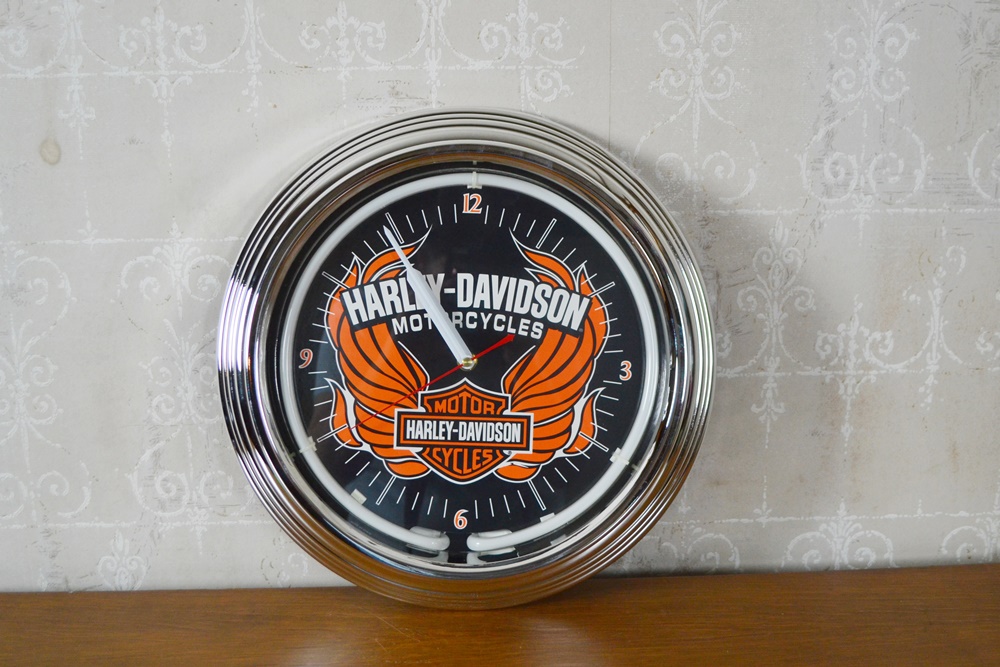 12
HARLEY-DAVIDSON
MOTORCYCLES
9
3
MOTOR
HARLEY-DAVIDSON
CYCLES
6